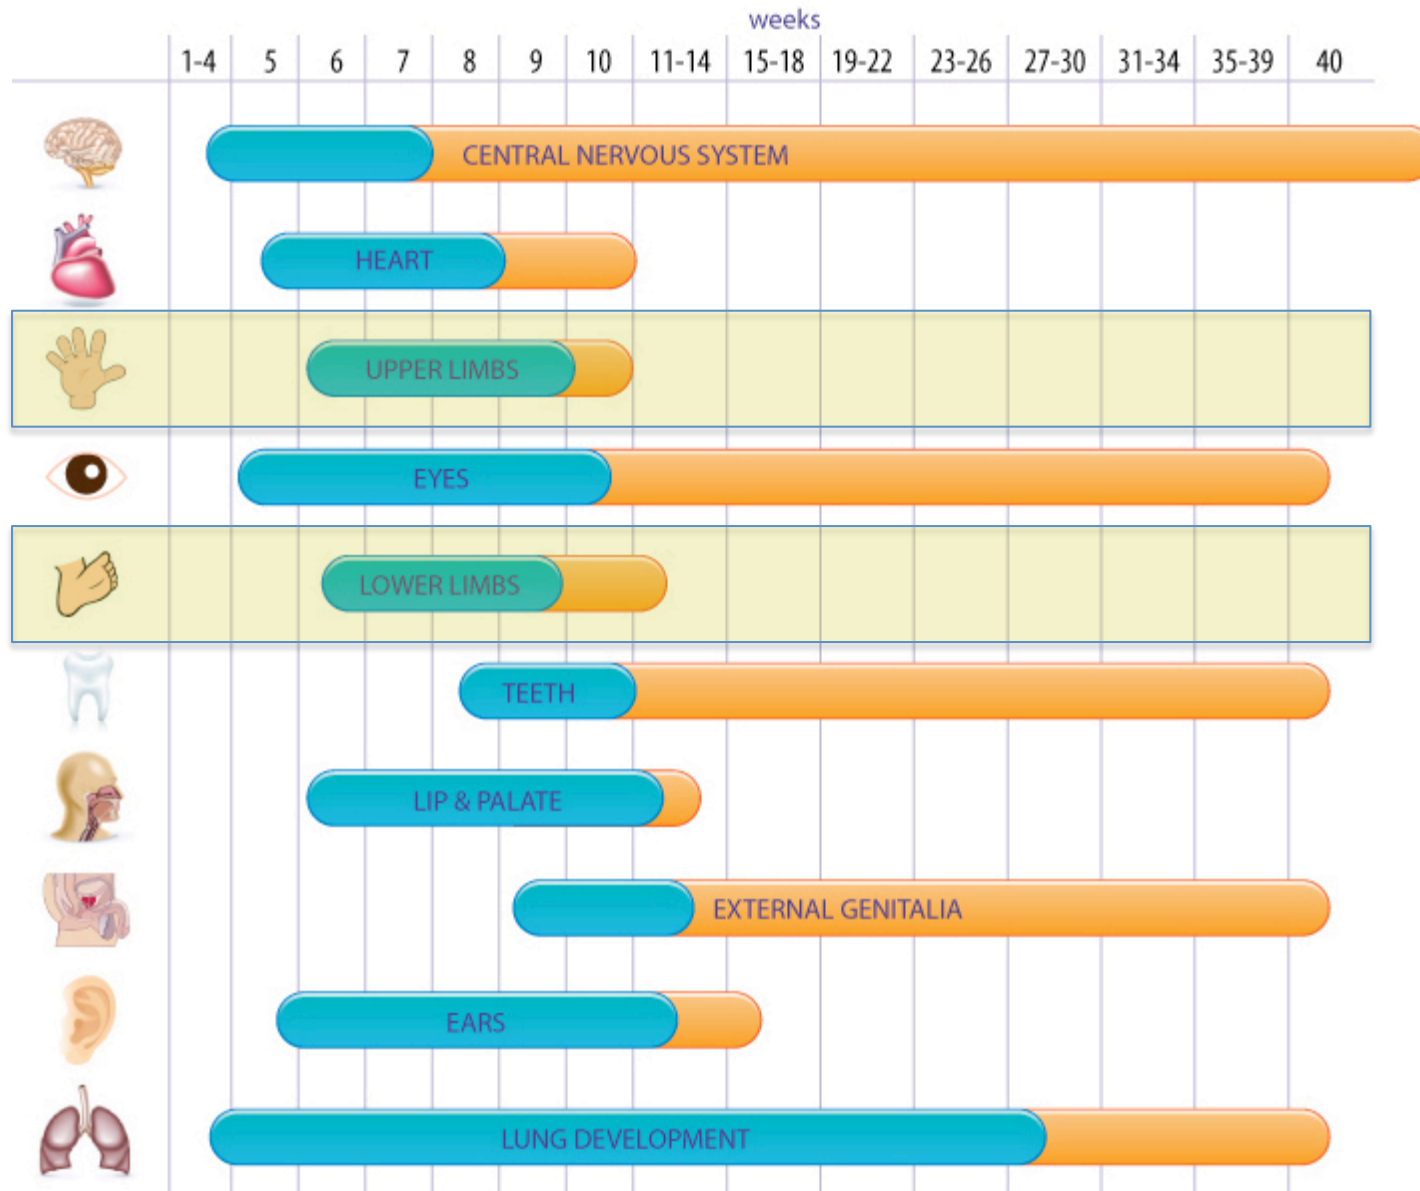 weeks
1-4 5 6 7 8 9 10 11-14 15-18 19-22 23-26 27-30 31-34 35-39 40
CENTRAL NERVOUS SYSTEM
HEART
UPPER LIMBS
EYES
LOWER LIMBS
TEETH
LIP & PALATE
EXTERNAL GENITALIA
EARS
LUNG DEVELOPMENT